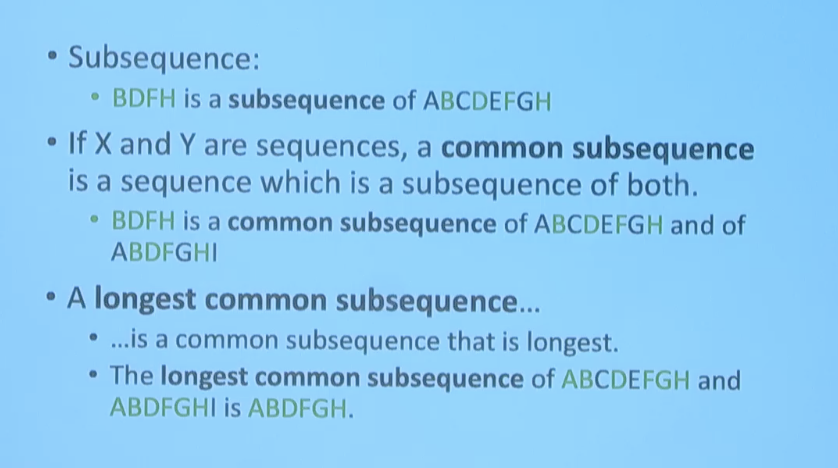 • Subsequence:
• BDFH is a subsequence of ABCDEFGH
• If X and Y are sequences, a common subsequence
is a sequence which is a subsequence of both.
• BDFH is a common subsequence of ABCDEFGH and of
ABDFGHI
• A longest common subsequence...
• ...is a common subsequence that is longest.
• The longest common subsequence of ABCDEFGH and
ABDFGHI is ABDFGH.